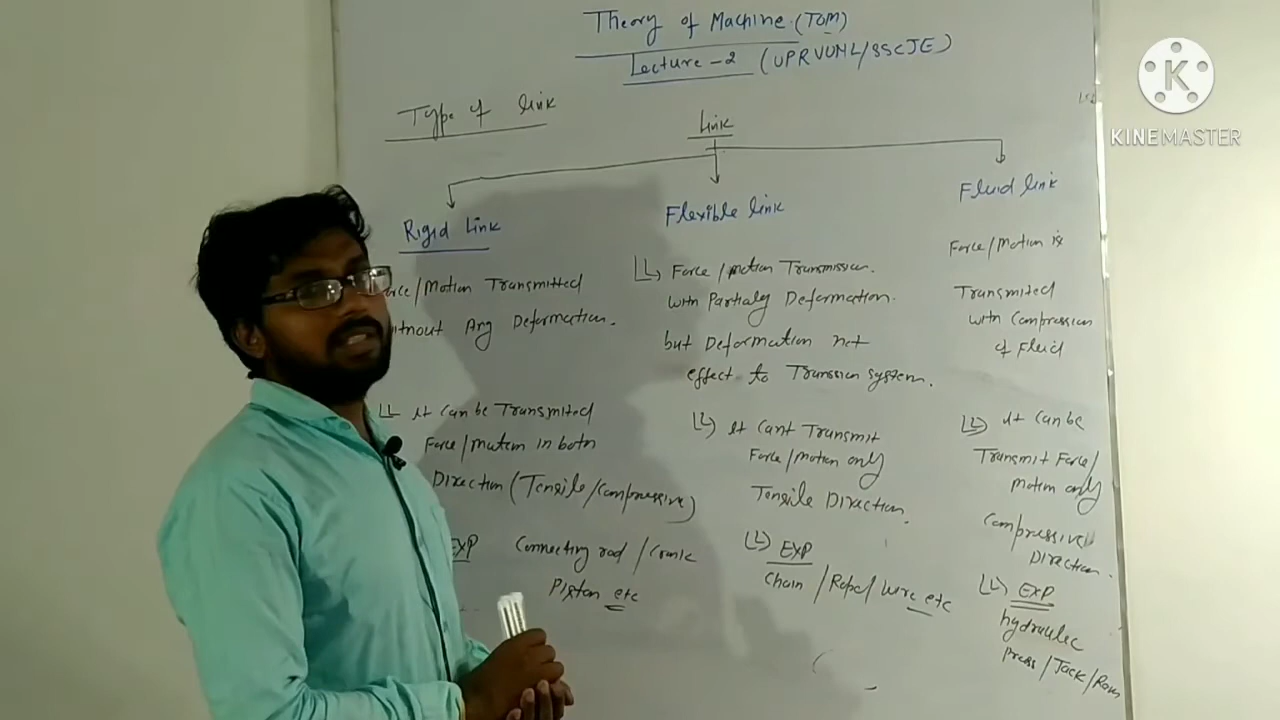 Theory of Machine (TOM)
Lecture -2 (UPRVUNL/SSCJE)
Type of link
Link
Rigid Link
Force/Motion Transmitted
without Any Deformation.
It can be Transmited
Force/Motion in both
Direction (Tensile/Compressive)
EXP Connecting rod / Crank
Piston etc
Flexible link
Force/Motion Transmission.
with Partialy Deformation.
but Deformation not
effect to Transsion system.
It cant Transmit
Force/Motion only
Tensile Direction.
EXP
Chain / Rope / Wire etc
Fluid link
Force/Motion is
Transmitted
with Compression
of Fluid
It can be
Transmit Force/
Motion only
Compressive
Direction.
EXP
hydraulic
Press / Jack / Ram
K
KINEMASTER